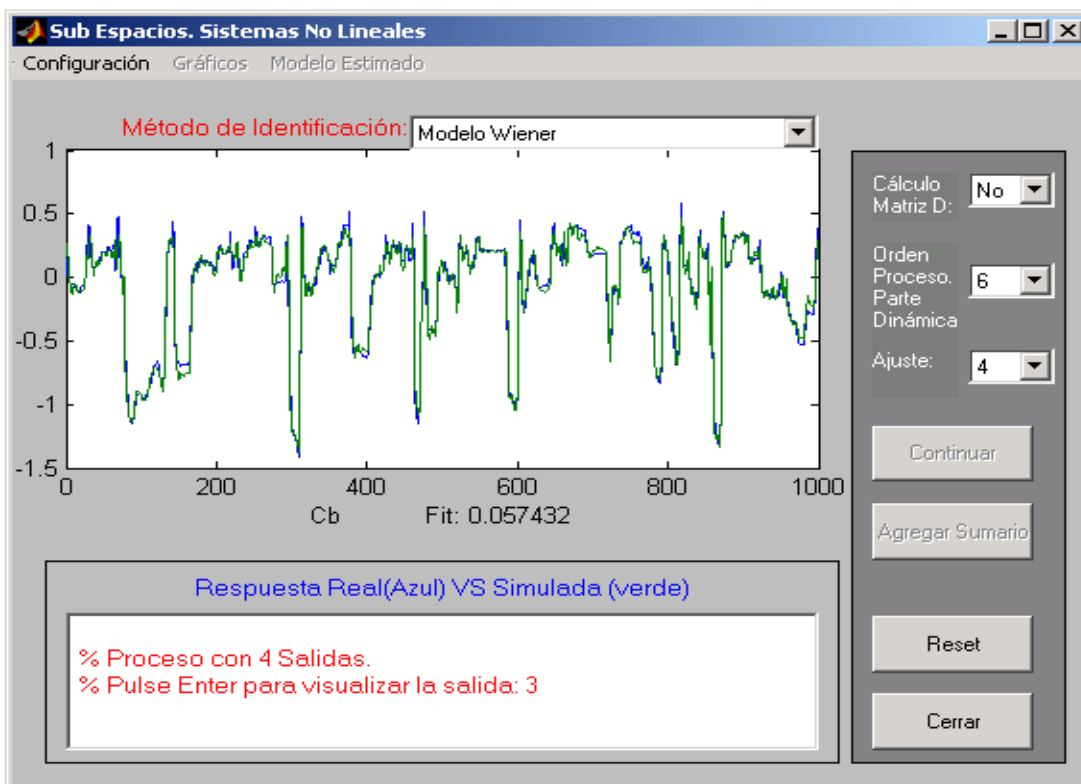 Sub Espacios. Sistemas No Lineales
Configuración Gráficos Modelo Estimado
Método de Identificación: Modelo Wiener
1
0.5
0
-0.5
-1
-1.5
0 200 400 600 800 1000
Cb Fit: 0.057432
Cálculo
Matriz D: No
Orden
Proceso.
Parte
Dinámica
6
Ajuste: 4
Continuar
Agregar Sumario
Reset
Cerrar
Respuesta Real(Azul) VS Simulada (verde)
% Proceso con 4 Salidas.
% Pulse Enter para visualizar la salida: 3